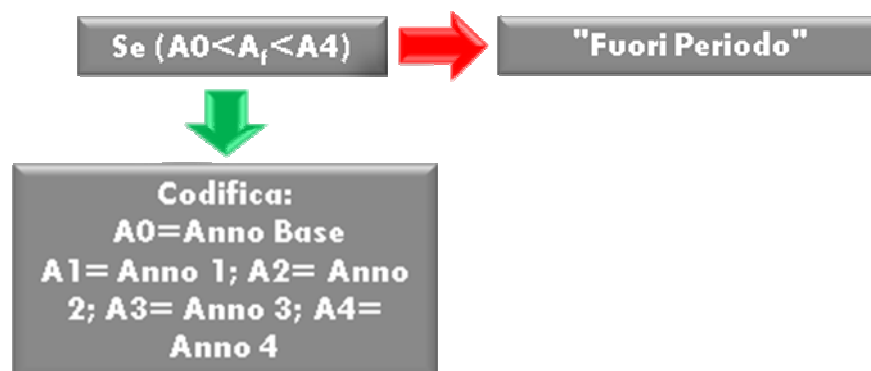 Se (A0<Af<A4)
"Fuori Periodo"
Codifica:
A0=Anno Base
A1= Anno 1; A2= Anno
2; A3= Anno 3; A4=
Anno 4